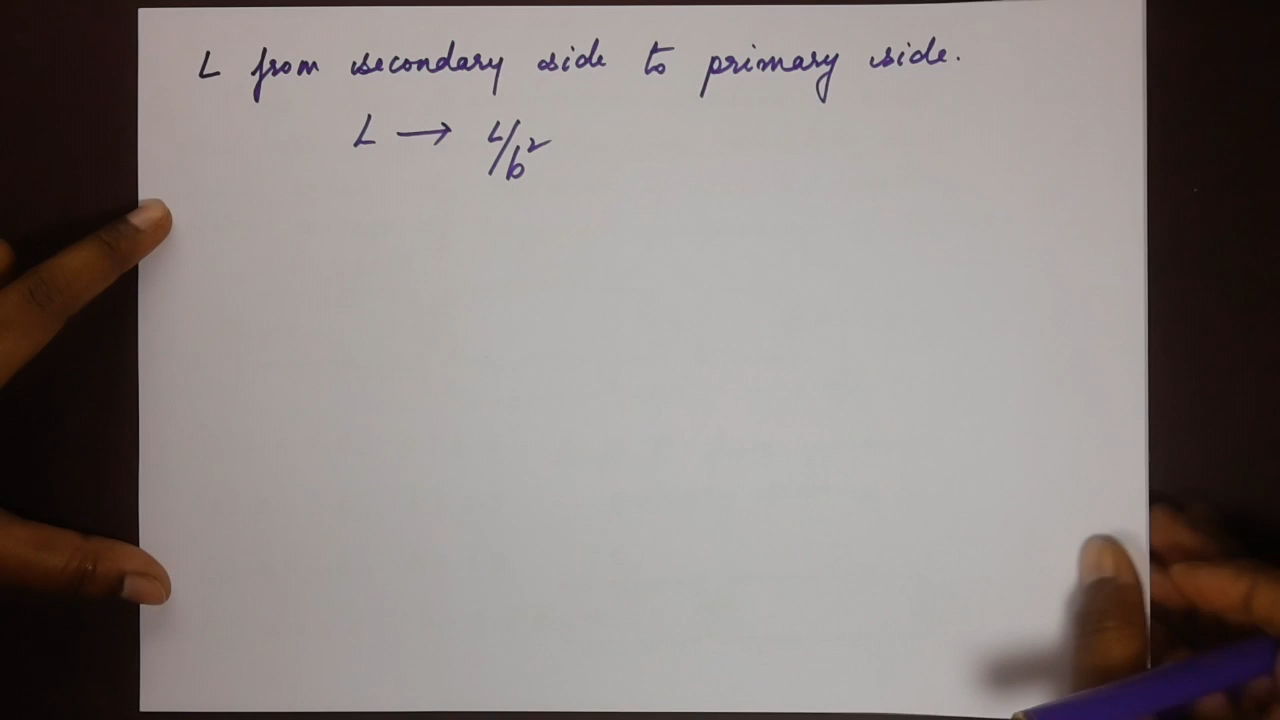 L from secondary side to primary side.
L → L/b²